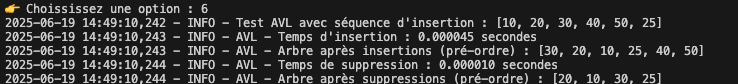 👉 Choississez une option : 6
2025-06-19 14:49:10,242 - INFO - Test AVL avec séquence d'insertion : [10, 20, 30, 40, 50, 25]
2025-06-19 14:49:10,243 - INFO - AVL - Temps d'insertion : 0.000045 secondes
2025-06-19 14:49:10,243 - INFO - AVL - Arbre après insertions (pré-ordre) : [30, 20, 10, 25, 40, 50]
2025-06-19 14:49:10,244 - INFO - AVL - Temps de suppression : 0.000010 secondes
2025-06-19 14:49:10,244 - INFO - AVL - Arbre après suppressions (pré-ordre) : [20, 10, 30, 25]